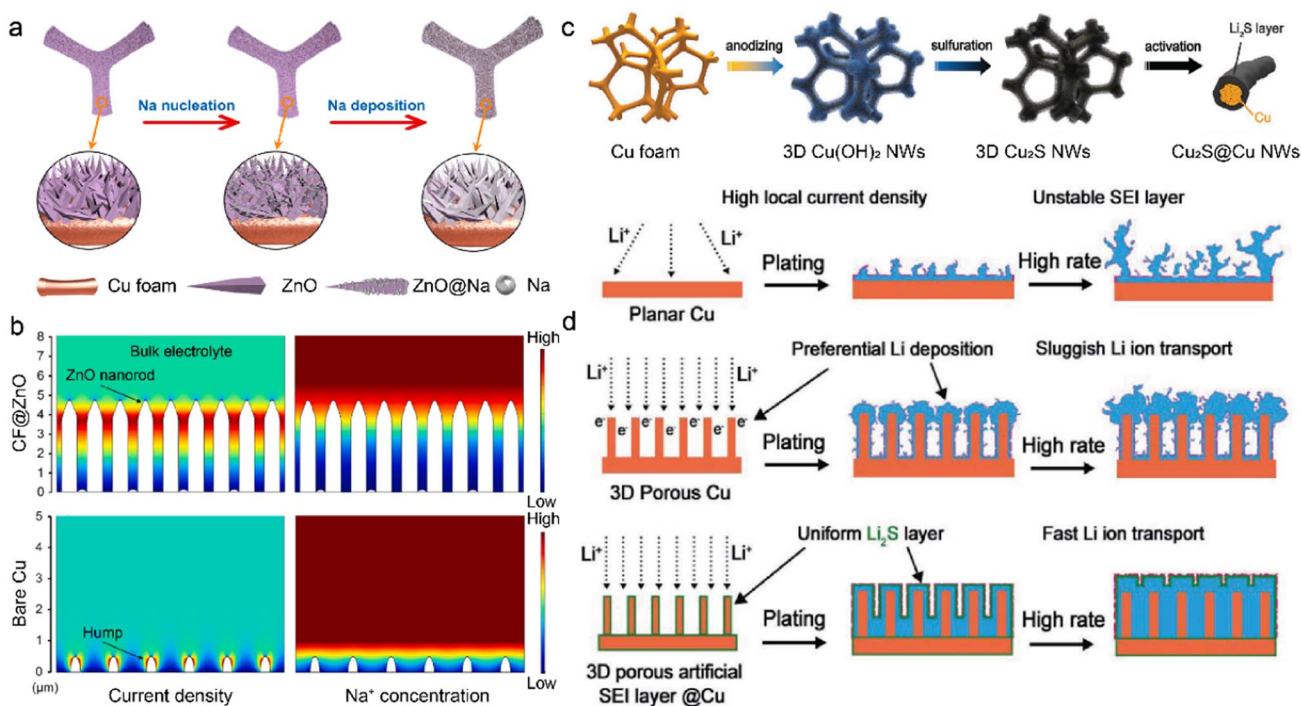 a
Na nucleation
Na deposition
Cu foam
ZnO
ZnO@Na
Na
b
CF@ZnO
8
7
6
5
4
3
2
1
0
Bulk electrolyte
ZnO nanorod
High
Low
Bare Cu
5
4
3
2
1
0
(μm)
Hump
High
Low
Current density
Na⁺ concentration
c
anodizing
sulfuration
activation
Li₂S layer
Cu
Cu foam
3D Cu(OH)₂ NWs
3D Cu₂S NWs
Cu₂S@Cu NWs
High local current density
Unstable SEI layer
Li⁺
Li⁺
Plating
High rate
Planar Cu
d
Preferential Li deposition
Sluggish Li ion transport
Li⁺
Li⁺
e⁻ e⁻ e⁻ e⁻ e⁻ e⁻ e⁻
Plating
High rate
3D Porous Cu
Uniform Li₂S layer
Fast Li ion transport
Li⁺
Li⁺
Plating
High rate
3D porous artificial
SEI layer @Cu